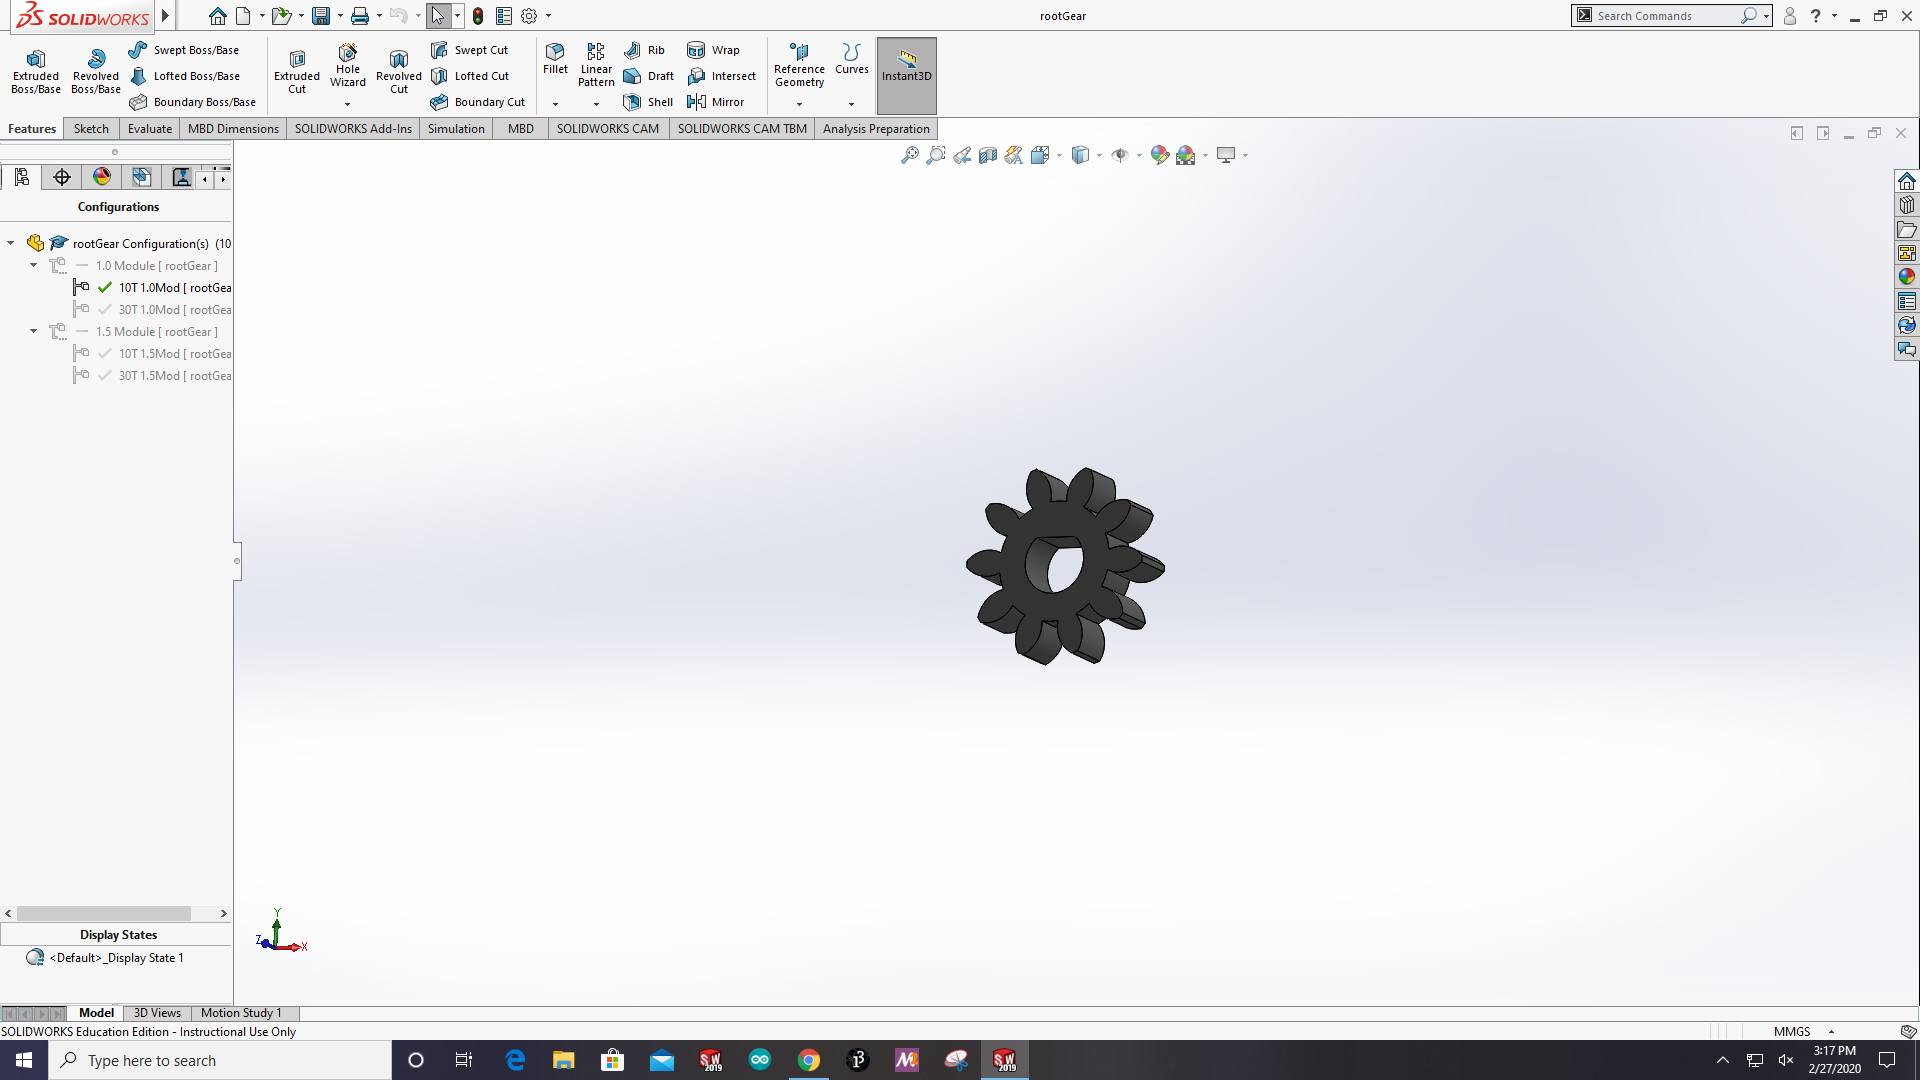 SOLIDWORKS
rootGear
Search Commands
?
Extruded Boss/Base
Revolved Boss/Base
Swept Boss/Base
Lofted Boss/Base
Boundary Boss/Base
Extruded Cut
Hole Wizard
Revolved Cut
Swept Cut
Lofted Cut
Boundary Cut
Fillet
Linear Pattern
Rib
Draft
Shell
Wrap
Intersect
Mirror
Reference Geometry
Curves
Instant3D
Features
Sketch
Evaluate
MBD Dimensions
SOLIDWORKS Add-Ins
Simulation
MBD
SOLIDWORKS CAM
SOLIDWORKS CAM TBM
Analysis Preparation
Configurations
rootGear Configuration(s) (10
1.0 Module [ rootGear ]
10T 1.0Mod [ rootGea
30T 1.0Mod [ rootGea
1.5 Module [ rootGear ]
10T 1.5Mod [ rootGea
30T 1.5Mod [ rootGea
Y
Z
X
Display States
<Default>_Display State 1
Model
3D Views
Motion Study 1
SOLIDWORKS Education Edition - Instructional Use Only
MMGS
Type here to search
SW 2019
SW 2019
3:17 PM
2/27/2020